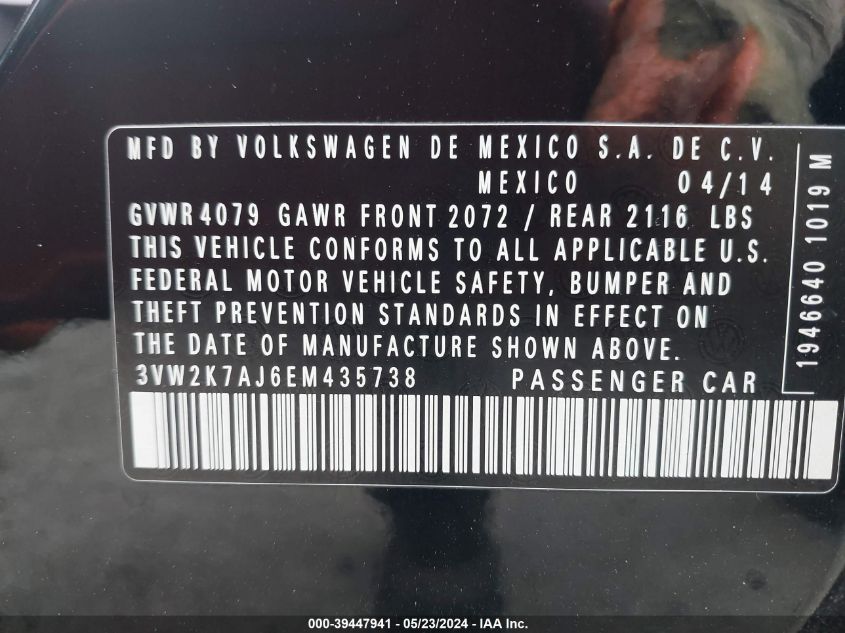 MFD BY VOLKSWAGEN DE MEXICO S.A. DE C.V.
MEXICO 04/14
GVWR 4079 GAWR FRONT 2072 / REAR 2116 LBS
THIS VEHICLE CONFORMS TO ALL APPLICABLE U.S.
FEDERAL MOTOR VEHICLE SAFETY, BUMPER AND
THEFT PREVENTION STANDARDS IN EFFECT ON
THE DATE OF MANUFACTURE SHOWN ABOVE.
3VW2K7AJ6EM435738 PASSENGER CAR
1946640 1019 M
000-39447941 - 05/23/2024 - IAA Inc.